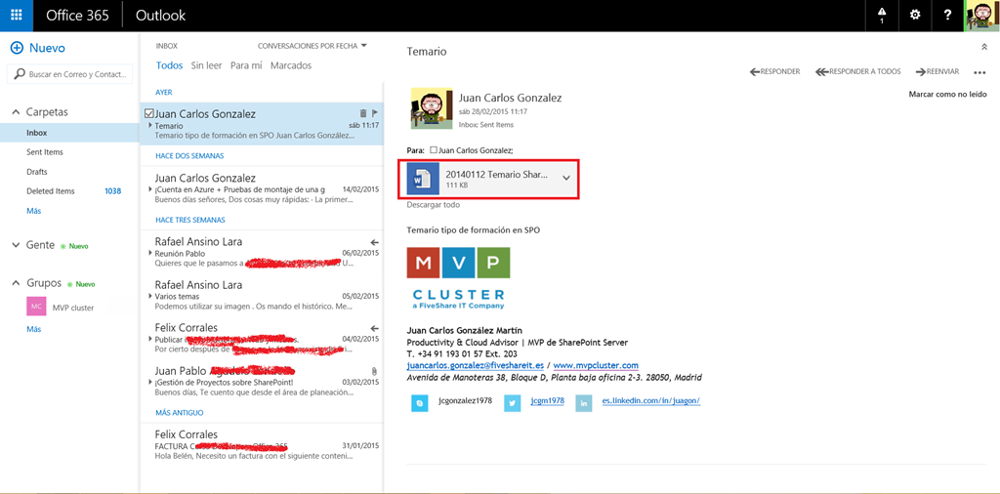 Office 365
Outlook
1
?
Nuevo
Buscar en Correo y Contact...
Carpetas
Inbox
Sent Items
Drafts
Deleted Items 1038
Más
Gente Nuevo
Grupos Nuevo
MC MVP cluster
Más
INBOX CONVERSACIONES POR FECHA
Todos Sin leer Para mí Marcados
AYER
Juan Carlos Gonzalez
Temario sáb 11:17
Temario tipo de formación en SPO Juan Carlos González...
HACE DOS SEMANAS
Juan Carlos Gonzalez
Cuenta en Azure + Pruebas de montaje de una g 14/02/2015
Buenos días señores, Dos cosas muy rápidas: · La primer...
HACE TRES SEMANAS
Rafael Ansino Lara
Reunión Pablo 06/02/2015
Quieres que le pasamos a U...
Rafael Ansino Lara
Varios temas 05/02/2015
Podemos utilizar su imagen . Os mando el histórico. Me...
Felix Corrales
Publicar 04/02/2015
Por cierto después de
Juan Pablo
¡Gestión de Proyectos sobre SharePoint! 03/02/2015
Buenos días, Te cuento que desde el área de planeación...
MÁS ANTIGUO
Felix Corrales
FACTURA 365 31/01/2015
Hola Belén, Necesito un factura con el siguiente conteni...
Temario
RESPONDER RESPONDER A TODOS REENVIAR
Marcar como no leído
Juan Carlos Gonzalez
sáb 28/02/2015 11:17
Inbox; Sent Items
Para: Juan Carlos Gonzalez;
20140112 Temario Shar...
111 KB
Descargar todo
Temario tipo de formación en SPO
MVP
CLUSTER
a FiveShare IT Company
Juan Carlos González Martín
Productivity & Cloud Advisor | MVP de SharePoint Server
T. +34 91 193 01 57 Ext. 203
juancarlos.gonzalez@fiveshareit.es / www.mvpcluster.com
Avenida de Manoteras 38, Bloque D, Planta baja oficina 2-3. 28050, Madrid
jcgonzalez1978 jcgm1978 es.linkedin.com/in/juagon/